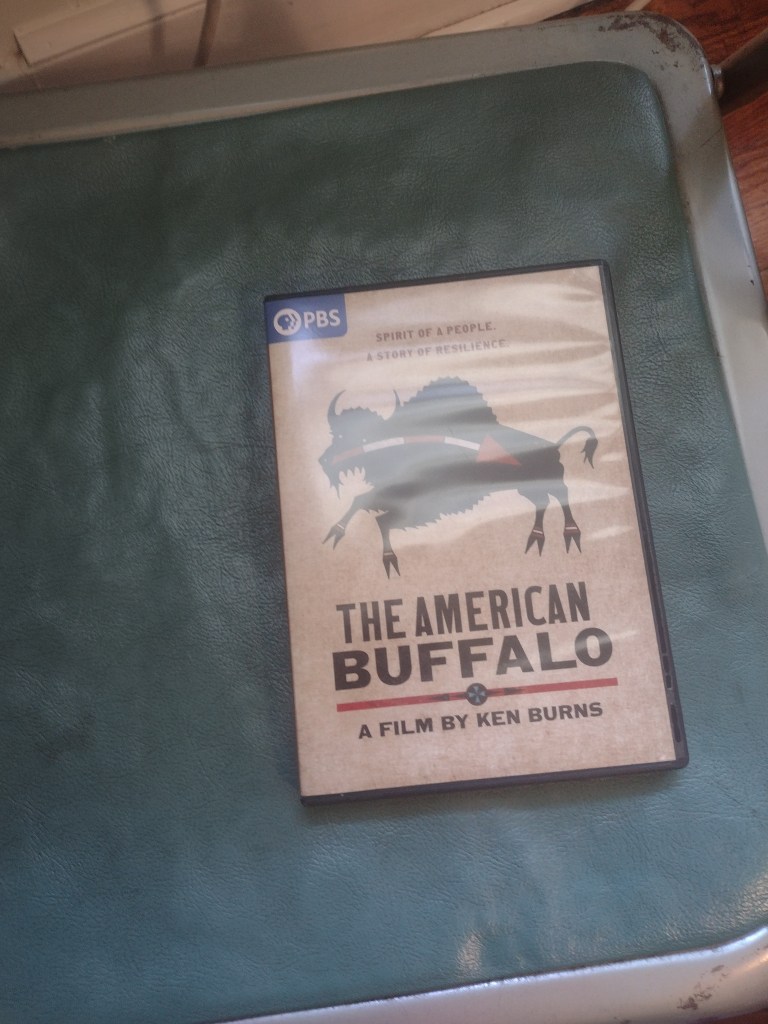 PBS
SPIRIT OF A PEOPLE.
A STORY OF RESILIENCE.
THE AMERICAN
BUFFALO
A FILM BY KEN BURNS